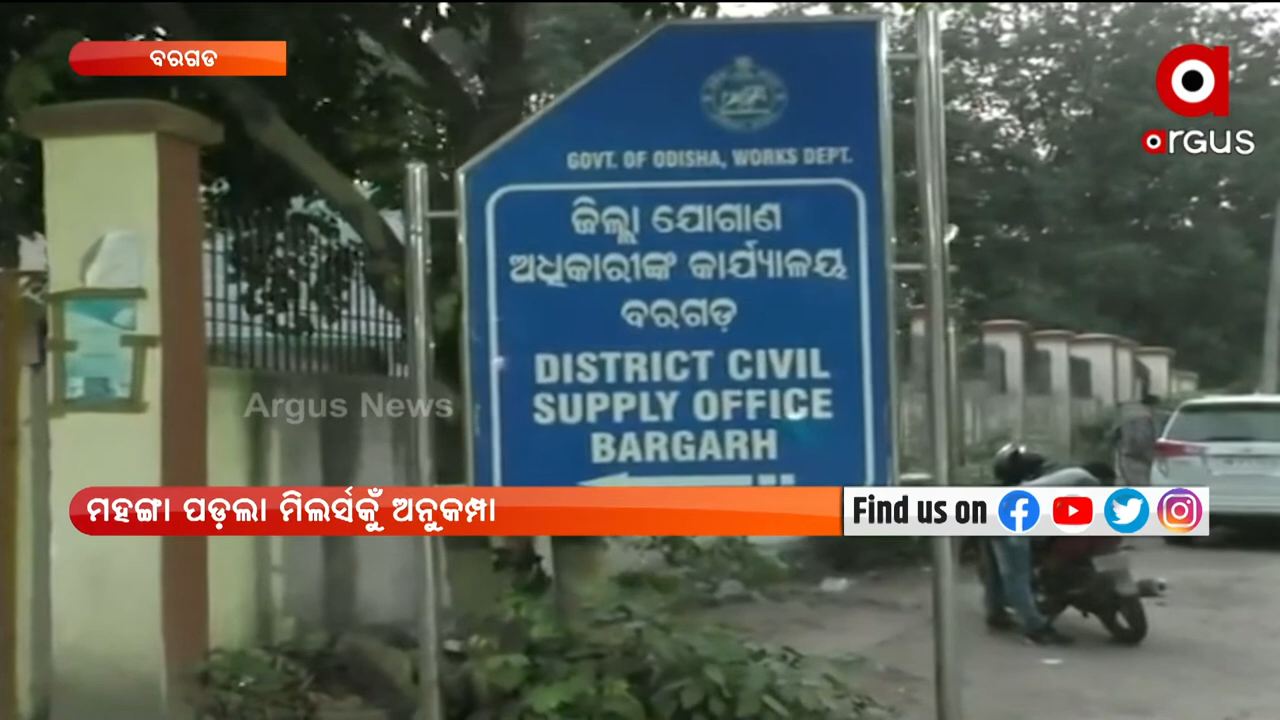 ବରଗଡ
argus
GOVT. OF ODISHA, WORKS DEPT.
ଜିଲ୍ଲା ଯୋଗାଣ
ଅଧିକାରୀଙ୍କ କାର୍ଯ୍ୟାଳୟ
ବରଗଡ଼
DISTRICT CIVIL
SUPPLY OFFICE
BARGARH
Argus News
ମହଙ୍ଗା ପଡ଼ଲା ମିଲର୍ସକୁଁ ଅନୁକମ୍ପା
Find us on